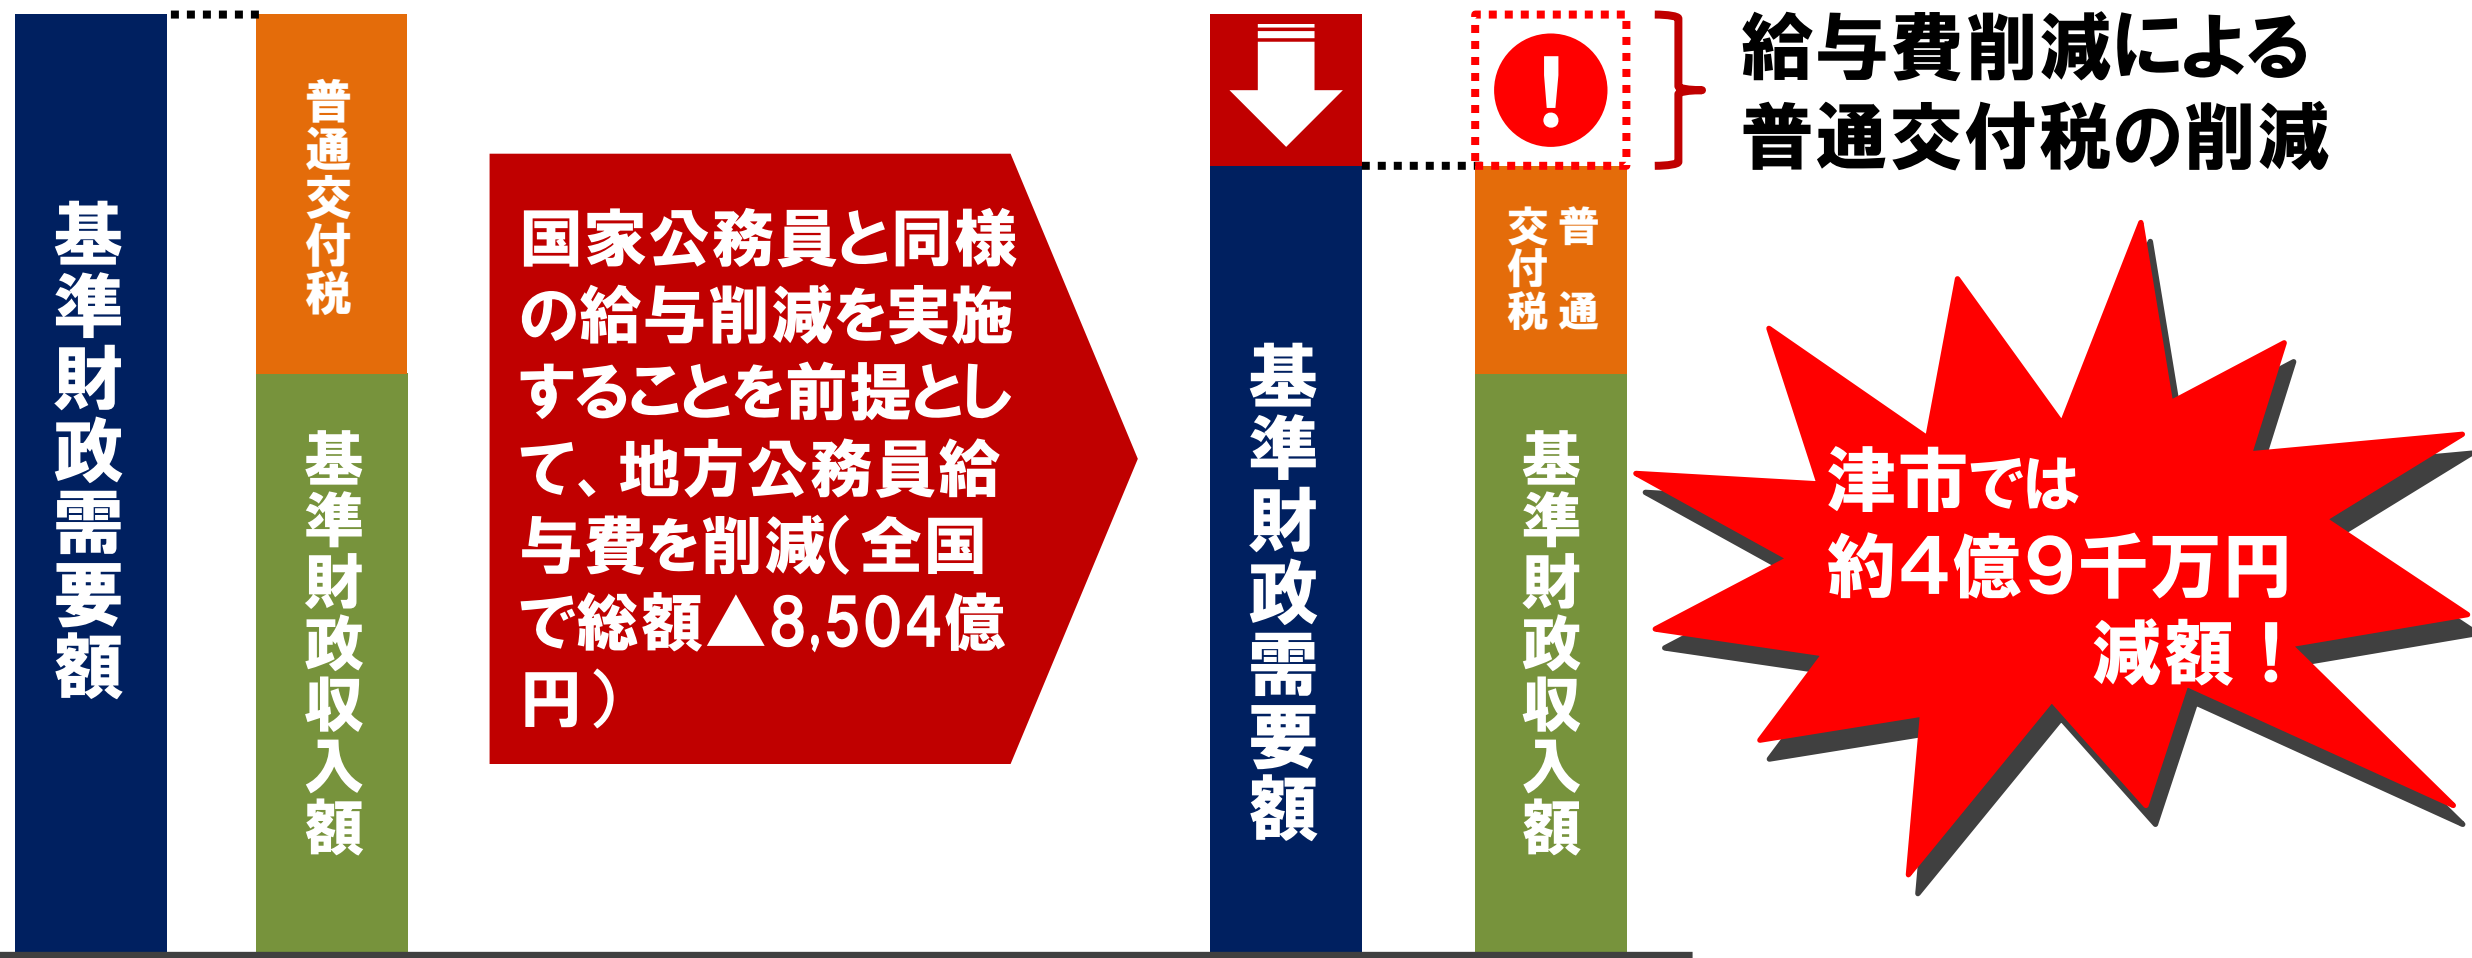 基準財政需要額
普通交付税
基準財政収入額
国家公務員と同様
の給与削減を実施
することを前提とし
て、地方公務員給
与費を削減(全国
で総額▲8,504億
円)
基準財政需要額
!
普通
交付税
基準財政収入額
給与費削減による
普通交付税の削減
津市では
約4億9千万円
減額!